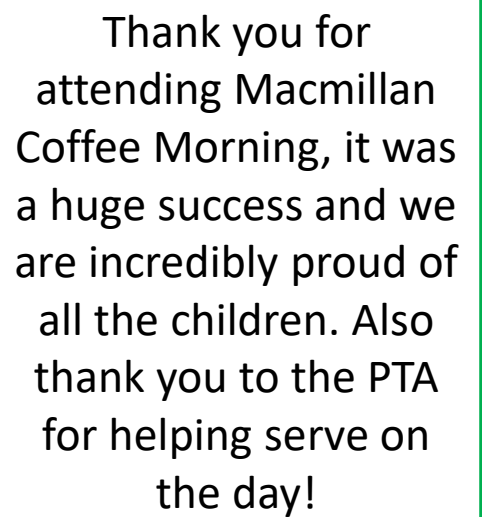 Thank you for
attending Macmillan
Coffee Morning, it was
a huge success and we
are incredibly proud of
all the children. Also
thank you to the PTA
for helping serve on
the day!